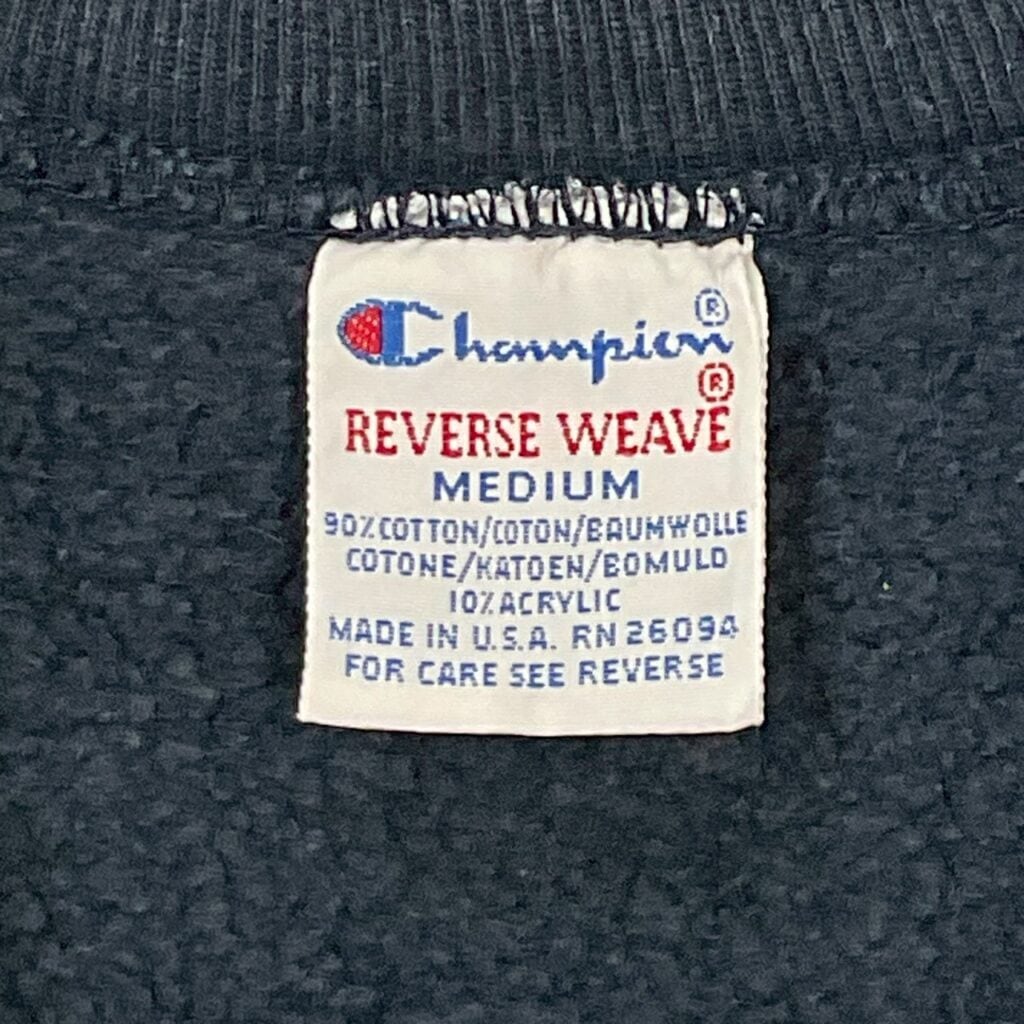 Champion®
REVERSE WEAVE®
MEDIUM
90% COTTON/COTON/BAUMWOLLE
COTONE/KATOEN/BOMULD
10% ACRYLIC
MADE IN U.S.A. RN 26094
FOR CARE SEE REVERSE